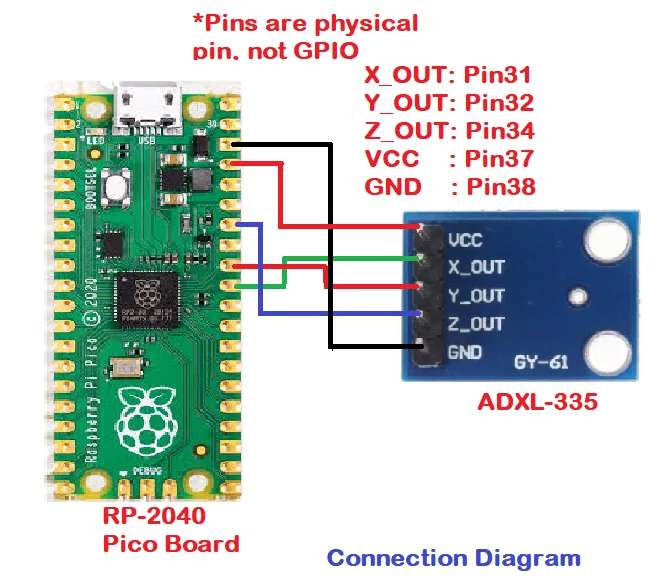 *Pins are physical
pin, not GPIO
X_OUT: Pin31
Y_OUT: Pin32
Z_OUT: Pin34
VCC : Pin37
GND : Pin38
USB
LED
BOOTSEL
Raspberry Pi Pico © 2020
DEBUG
VCC
X_OUT
Y_OUT
Z_OUT
GND
GY-61
ADXL-335
RP-2040
Pico Board
Connection Diagram